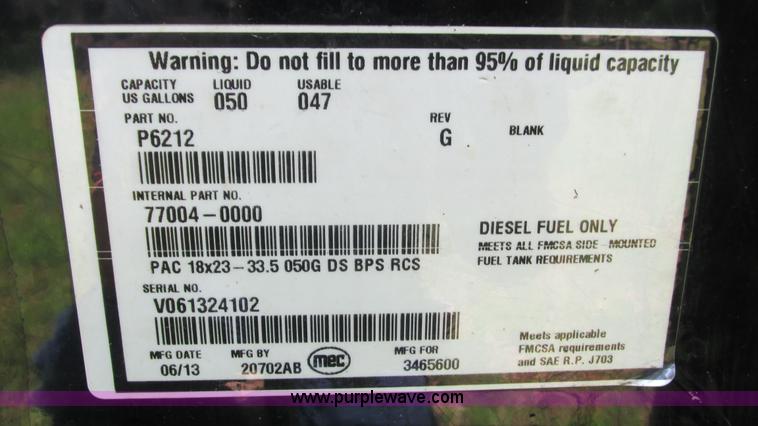 Warning: Do not fill to more than 95% of liquid capacity
CAPACITY LIQUID USABLE
US GALLONS 050 047
PART NO. REV
P6212 G BLANK
INTERNAL PART NO.
77004-0000
DIESEL FUEL ONLY
MEETS ALL FMCSA SIDE-MOUNTED
FUEL TANK REQUIREMENTS
PAC 18x23-33.5 050G DS BPS RCS
SERIAL NO.
V061324102
Meets applicable
FMCSA requirements
and SAE R.P. J703
MFG DATE MFG BY mec MFG FOR
06/13 20702AB 3465600
www.purplewave.com